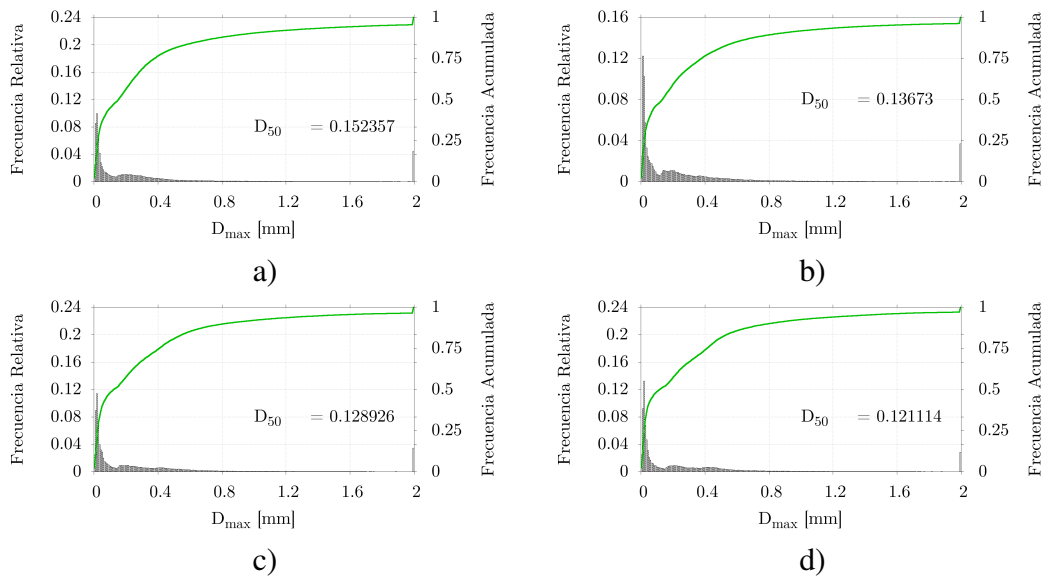 0.24 1 0.16 1
0.2 0.75 0.12 0.75
0.16
0.12 0.5 0.08 0.5
D50 = 0.152357 D50 = 0.13673
0.08 0.25 0.04 0.25
0.04
0 0 0 0
0 0.4 0.8 1.2 1.6 2 0 0.4 0.8 1.2 1.6 2
Frecuencia Relativa Frecuencia Acumulada Frecuencia Relativa Frecuencia Acumulada
Dmax [mm] Dmax [mm]
a) b)
0.24 1 0.24 1
0.2 0.75 0.2 0.75
0.16 0.16
0.12 0.5 0.12 0.5
D50 = 0.128926 D50 = 0.121114
0.08 0.25 0.08 0.25
0.04 0.04
0 0 0 0
0 0.4 0.8 1.2 1.6 2 0 0.4 0.8 1.2 1.6 2
Frecuencia Relativa Frecuencia Acumulada Frecuencia Relativa Frecuencia Acumulada
Dmax [mm] Dmax [mm]
c) d)